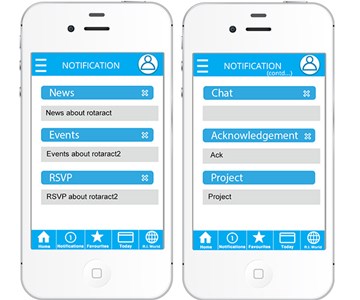 NOTIFICATION
News
News about rotaract
Events
Events about rotaract2
RSVP
RSVP about rotaract2
Home
Notifications
Favourites
Today
R.I. World
NOTIFICATION
(contd...)
Chat
Acknowledgement
Ack
Project
Project
Home
Notifications
Favourites
Today
R.I. World